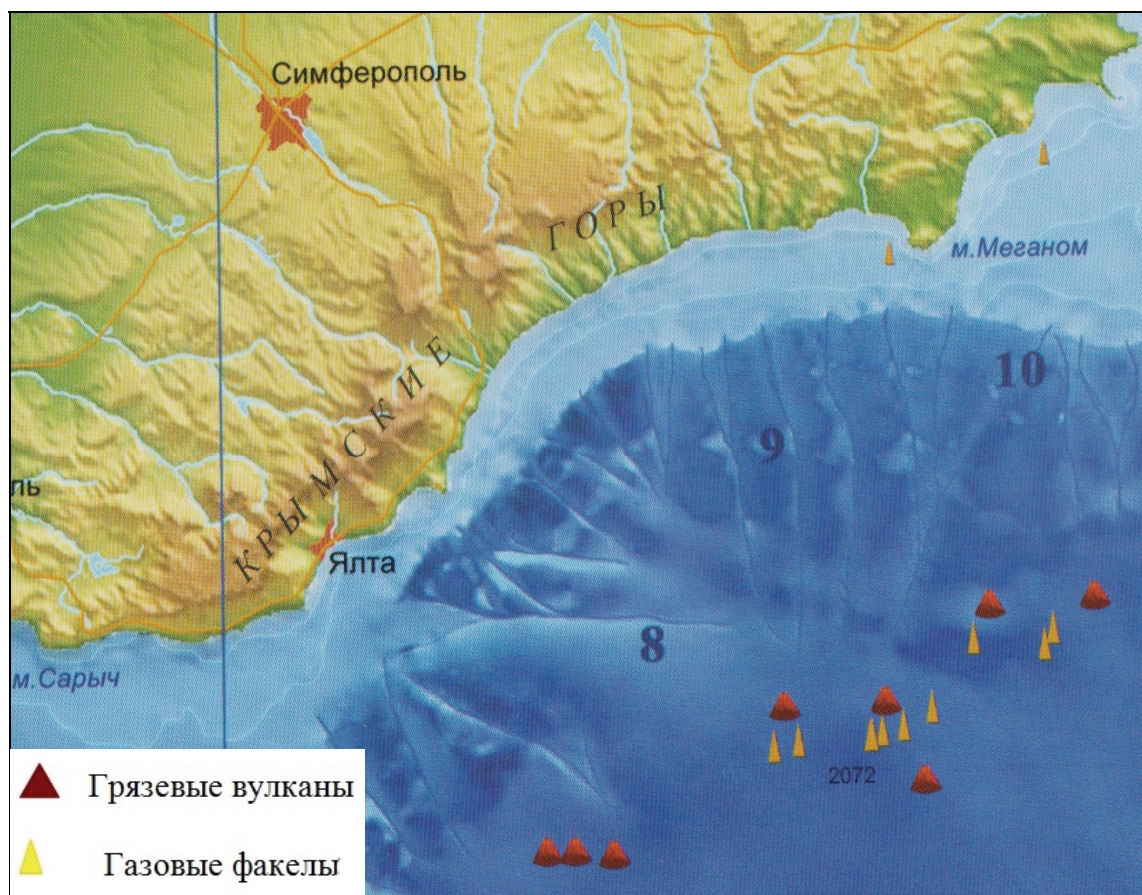 Симферополь
ГОРЫ
м.Меганом
КРЫМСКИЕ
10
9
ль
Ялта
8
м.Сарыч
2072
Грязевые вулканы
Газовые факелы